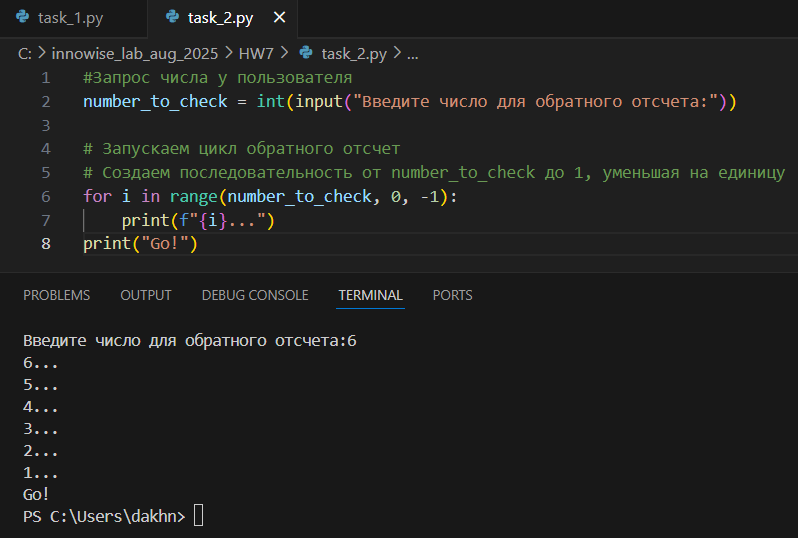 task_1.py task_2.py
C: > innowise_lab_aug_2025 > HW7 > task_2.py > ...
1 #Запрос числа у пользователя
2 number_to_check = int(input("Введите число для обратного отсчета:"))
3
4 # Запускаем цикл обратного отсчет
5 # Создаем последовательность от number_to_check до 1, уменьшая на единицу
6 for i in range(number_to_check, 0, -1):
7     print(f"{i}...")
8 print("Go!")
PROBLEMS OUTPUT DEBUG CONSOLE TERMINAL PORTS
Введите число для обратного отсчета:6
6...
5...
4...
3...
2...
1...
Go!
PS C:\Users\dakhn>